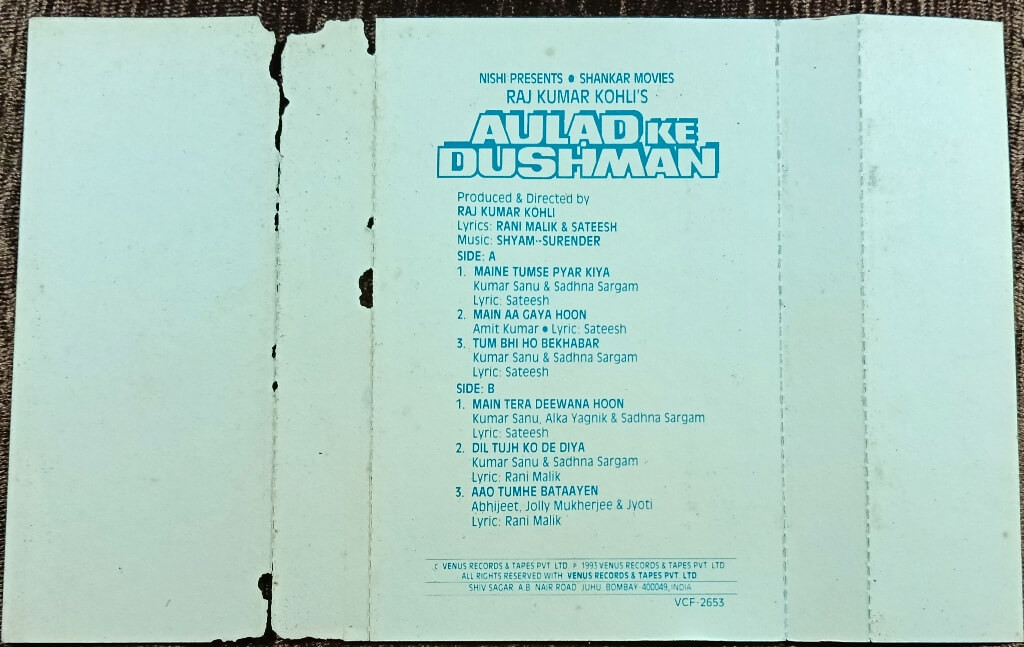 NISHI PRESENTS ● SHANKAR MOVIES
RAJ KUMAR KOHLI'S
AULAD KE
DUSHMAN
Produced & Directed by
RAJ KUMAR KOHLI
Lyrics: RANI MALIK & SATEESH
Music: SHYAM--SURENDER
SIDE: A
1. MAINE TUMSE PYAR KIYA
Kumar Sanu & Sadhna Sargam
Lyric: Sateesh
2. MAIN AA GAYA HOON
Amit Kumar ● Lyric: Sateesh
3. TUM BHI HO BEKHABAR
Kumar Sanu & Sadhna Sargam
Lyric: Sateesh
SIDE: B
1. MAIN TERA DEEWANA HOON
Kumar Sanu, Alka Yagnik & Sadhna Sargam
Lyric: Sateesh
2. DIL TUJH KO DE DIYA
Kumar Sanu & Sadhna Sargam
Lyric: Rani Malik
3. AAO TUMHE BATAAYEN
Abhijeet, Jolly Mukherjee & Jyoti
Lyric: Rani Malik
© VENUS RECORDS & TAPES PVT. LTD ℗ 1993 VENUS RECORDS & TAPES PVT. LTD
ALL RIGHTS RESERVED WITH VENUS RECORDS & TAPES PVT. LTD
SHIV SAGAR A.B. NAIR ROAD JUHU, BOMBAY 400049, INDIA
VCF-2653